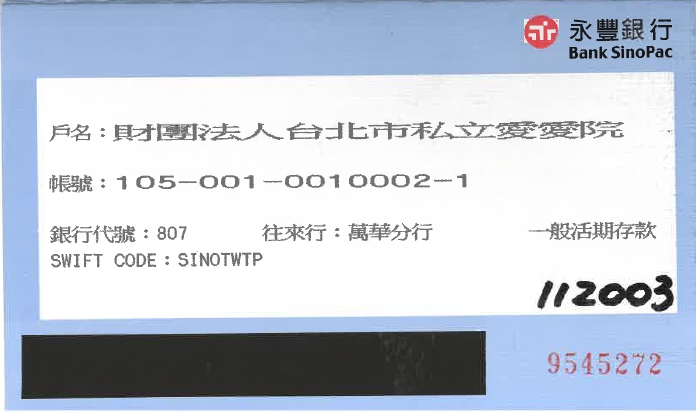 永豐銀行
Bank SinoPac
戶名：財團法人台北市私立愛愛院
帳號：105-001-0010002-1
銀行代號：807 往來行：萬華分行 一般活期存款
SWIFT CODE：SINOTWTP
112003
9545272